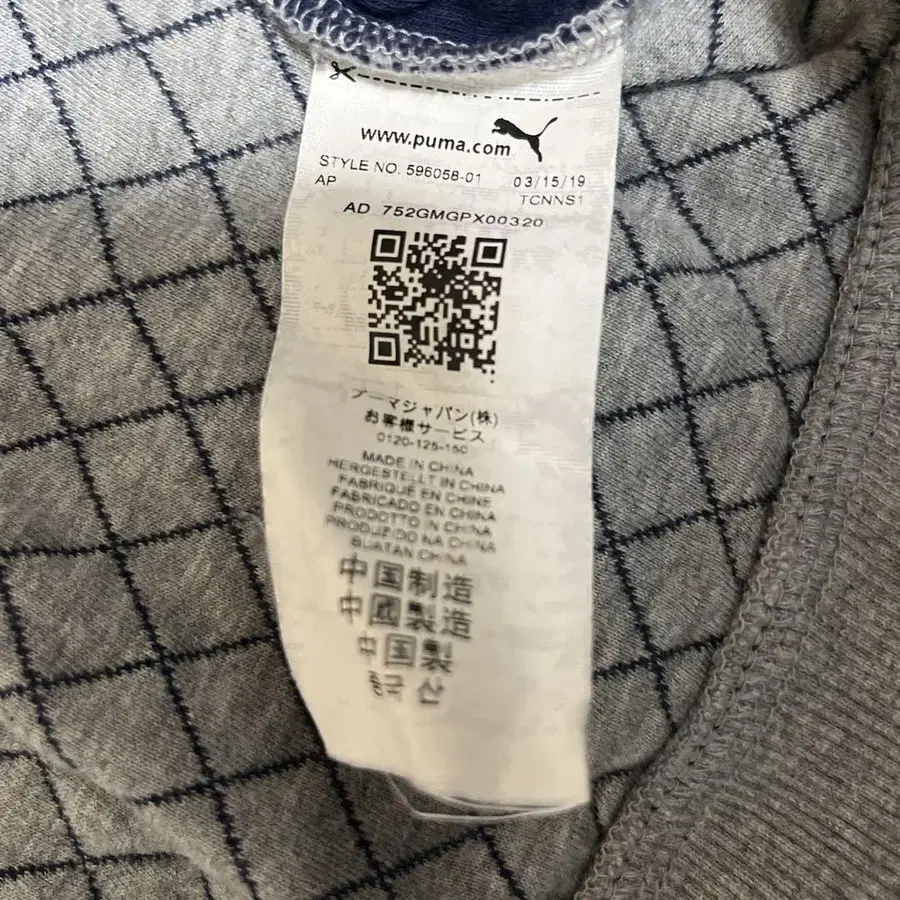 www.puma.com
STYLE NO. 596058-01 03/15/19
AP TCNNS1
AD 752GMGPX00320
プーマジャパン(株)
お客様サービス
0120-125-150
MADE IN CHINA
HERGESTELLT IN CHINA
FABRIQUÉ EN CHINE
FABRICADO EN CHINA
PRODOTTO IN CHINA
PRODUZIDO NA CHINA
BUATAN CHINA
中国制造
中國製造
中国製
중국 산